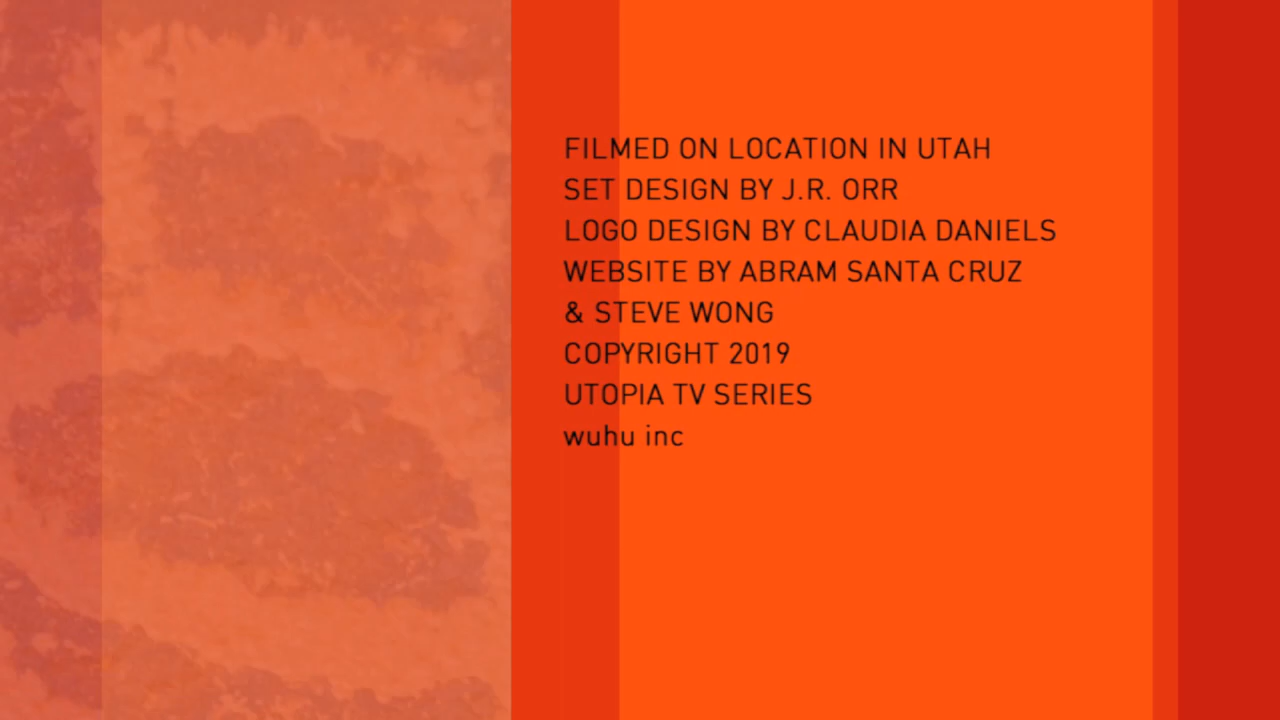 FILMED ON LOCATION IN UTAH
SET DESIGN BY J.R. ORR
LOGO DESIGN BY CLAUDIA DANIELS
WEBSITE BY ABRAM SANTA CRUZ
& STEVE WONG
COPYRIGHT 2019
UTOPIA TV SERIES
wuhu inc